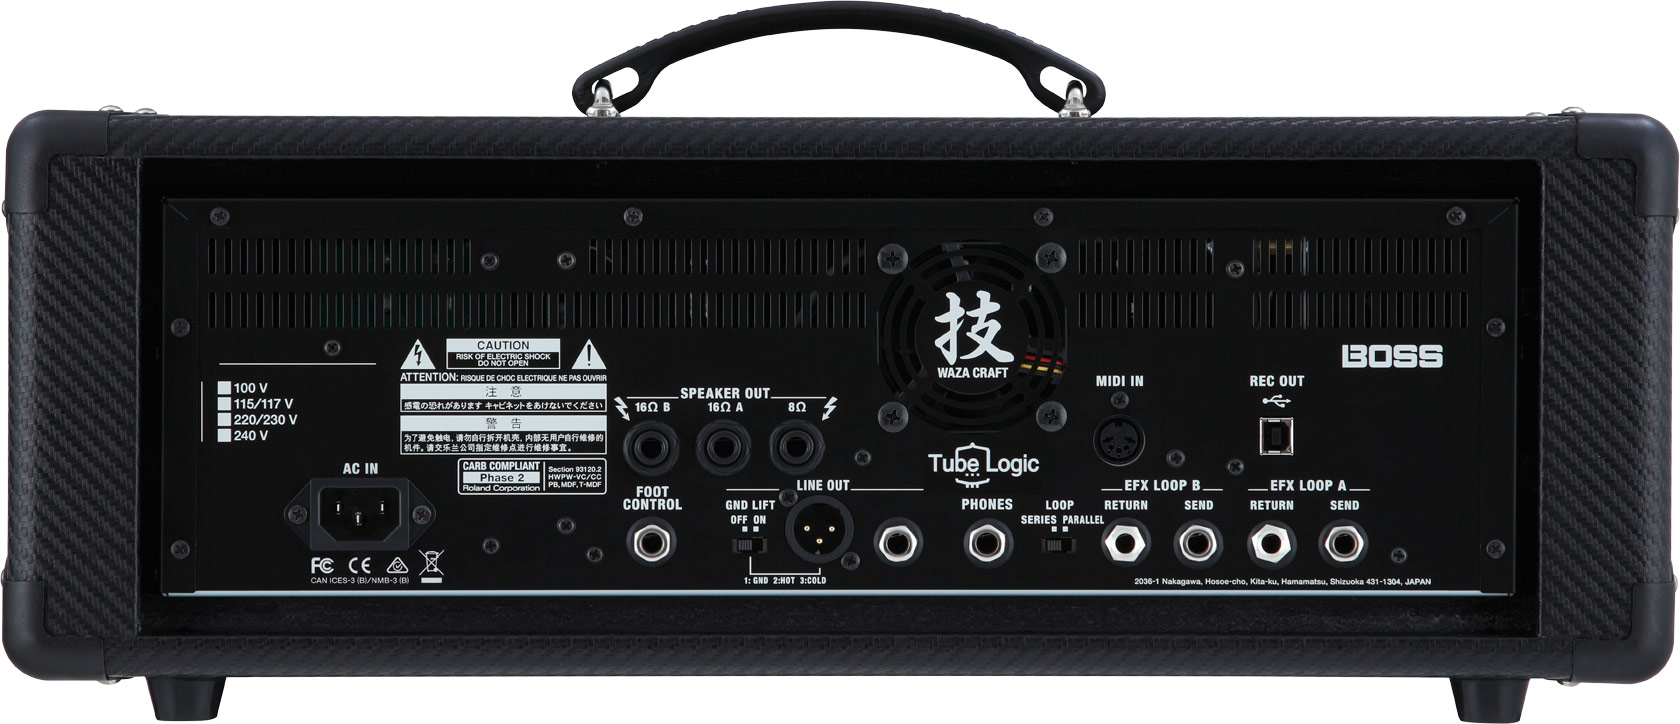 技
WAZA CRAFT
BOSS
100 V
115/117 V
220/230 V
240 V
CAUTION
RISK OF ELECTRIC SHOCK
DO NOT OPEN
ATTENTION: RISQUE DE CHOC ELECTRIQUE NE PAS OUVRIR
注 意
感電の恐れがあります キャビネットをあけないでください
警 告
为了避免触电,请勿自行拆开机壳,内部无用户自行维修的
机件。请交乐兰公司指定维修点进行维修事宜。
CARB COMPLIANT
Phase 2
Roland Corporation
Section 93120.2
HWPW-VC/CC
PB, MDF, T-MDF
AC IN
FC CE
CAN ICES-3 (B)/NMB-3 (B)
SPEAKER OUT
16Ω B 16Ω A 8Ω
Tube Logic
MIDI IN
REC OUT
FOOT
CONTROL
LINE OUT
GND LIFT
OFF ON
1: GND 2:HOT 3:COLD
PHONES
LOOP
SERIES PARALLEL
EFX LOOP B
RETURN SEND
EFX LOOP A
RETURN SEND
2036-1 Nakagawa, Hosoe-cho, Kita-ku, Hamamatsu, Shizuoka 431-1304, JAPAN